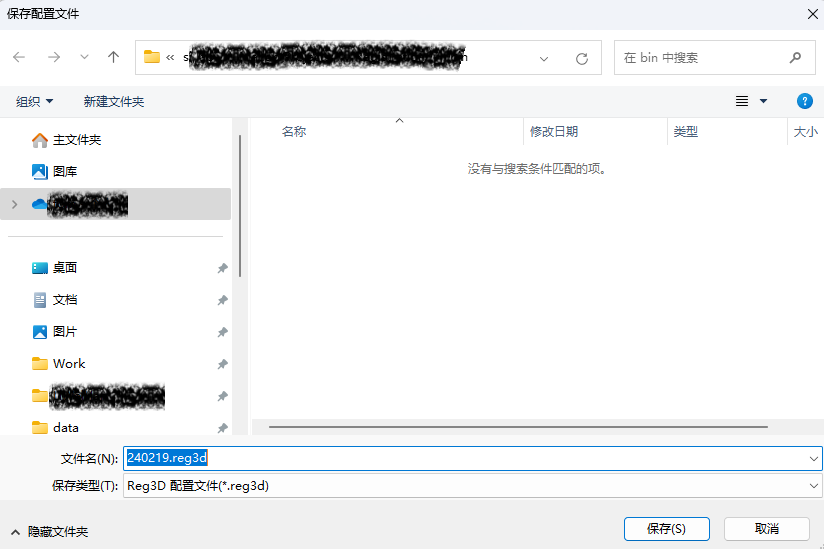 保存配置文件
在 bin 中搜索
组织
新建文件夹
主文件夹
图库
桌面
文档
图片
Work
data
名称
修改日期
类型
大小
没有与搜索条件匹配的项。
文件名(N):
240219.reg3d
保存类型(T):
Reg3D 配置文件(*.reg3d)
隐藏文件夹
保存(S)
取消